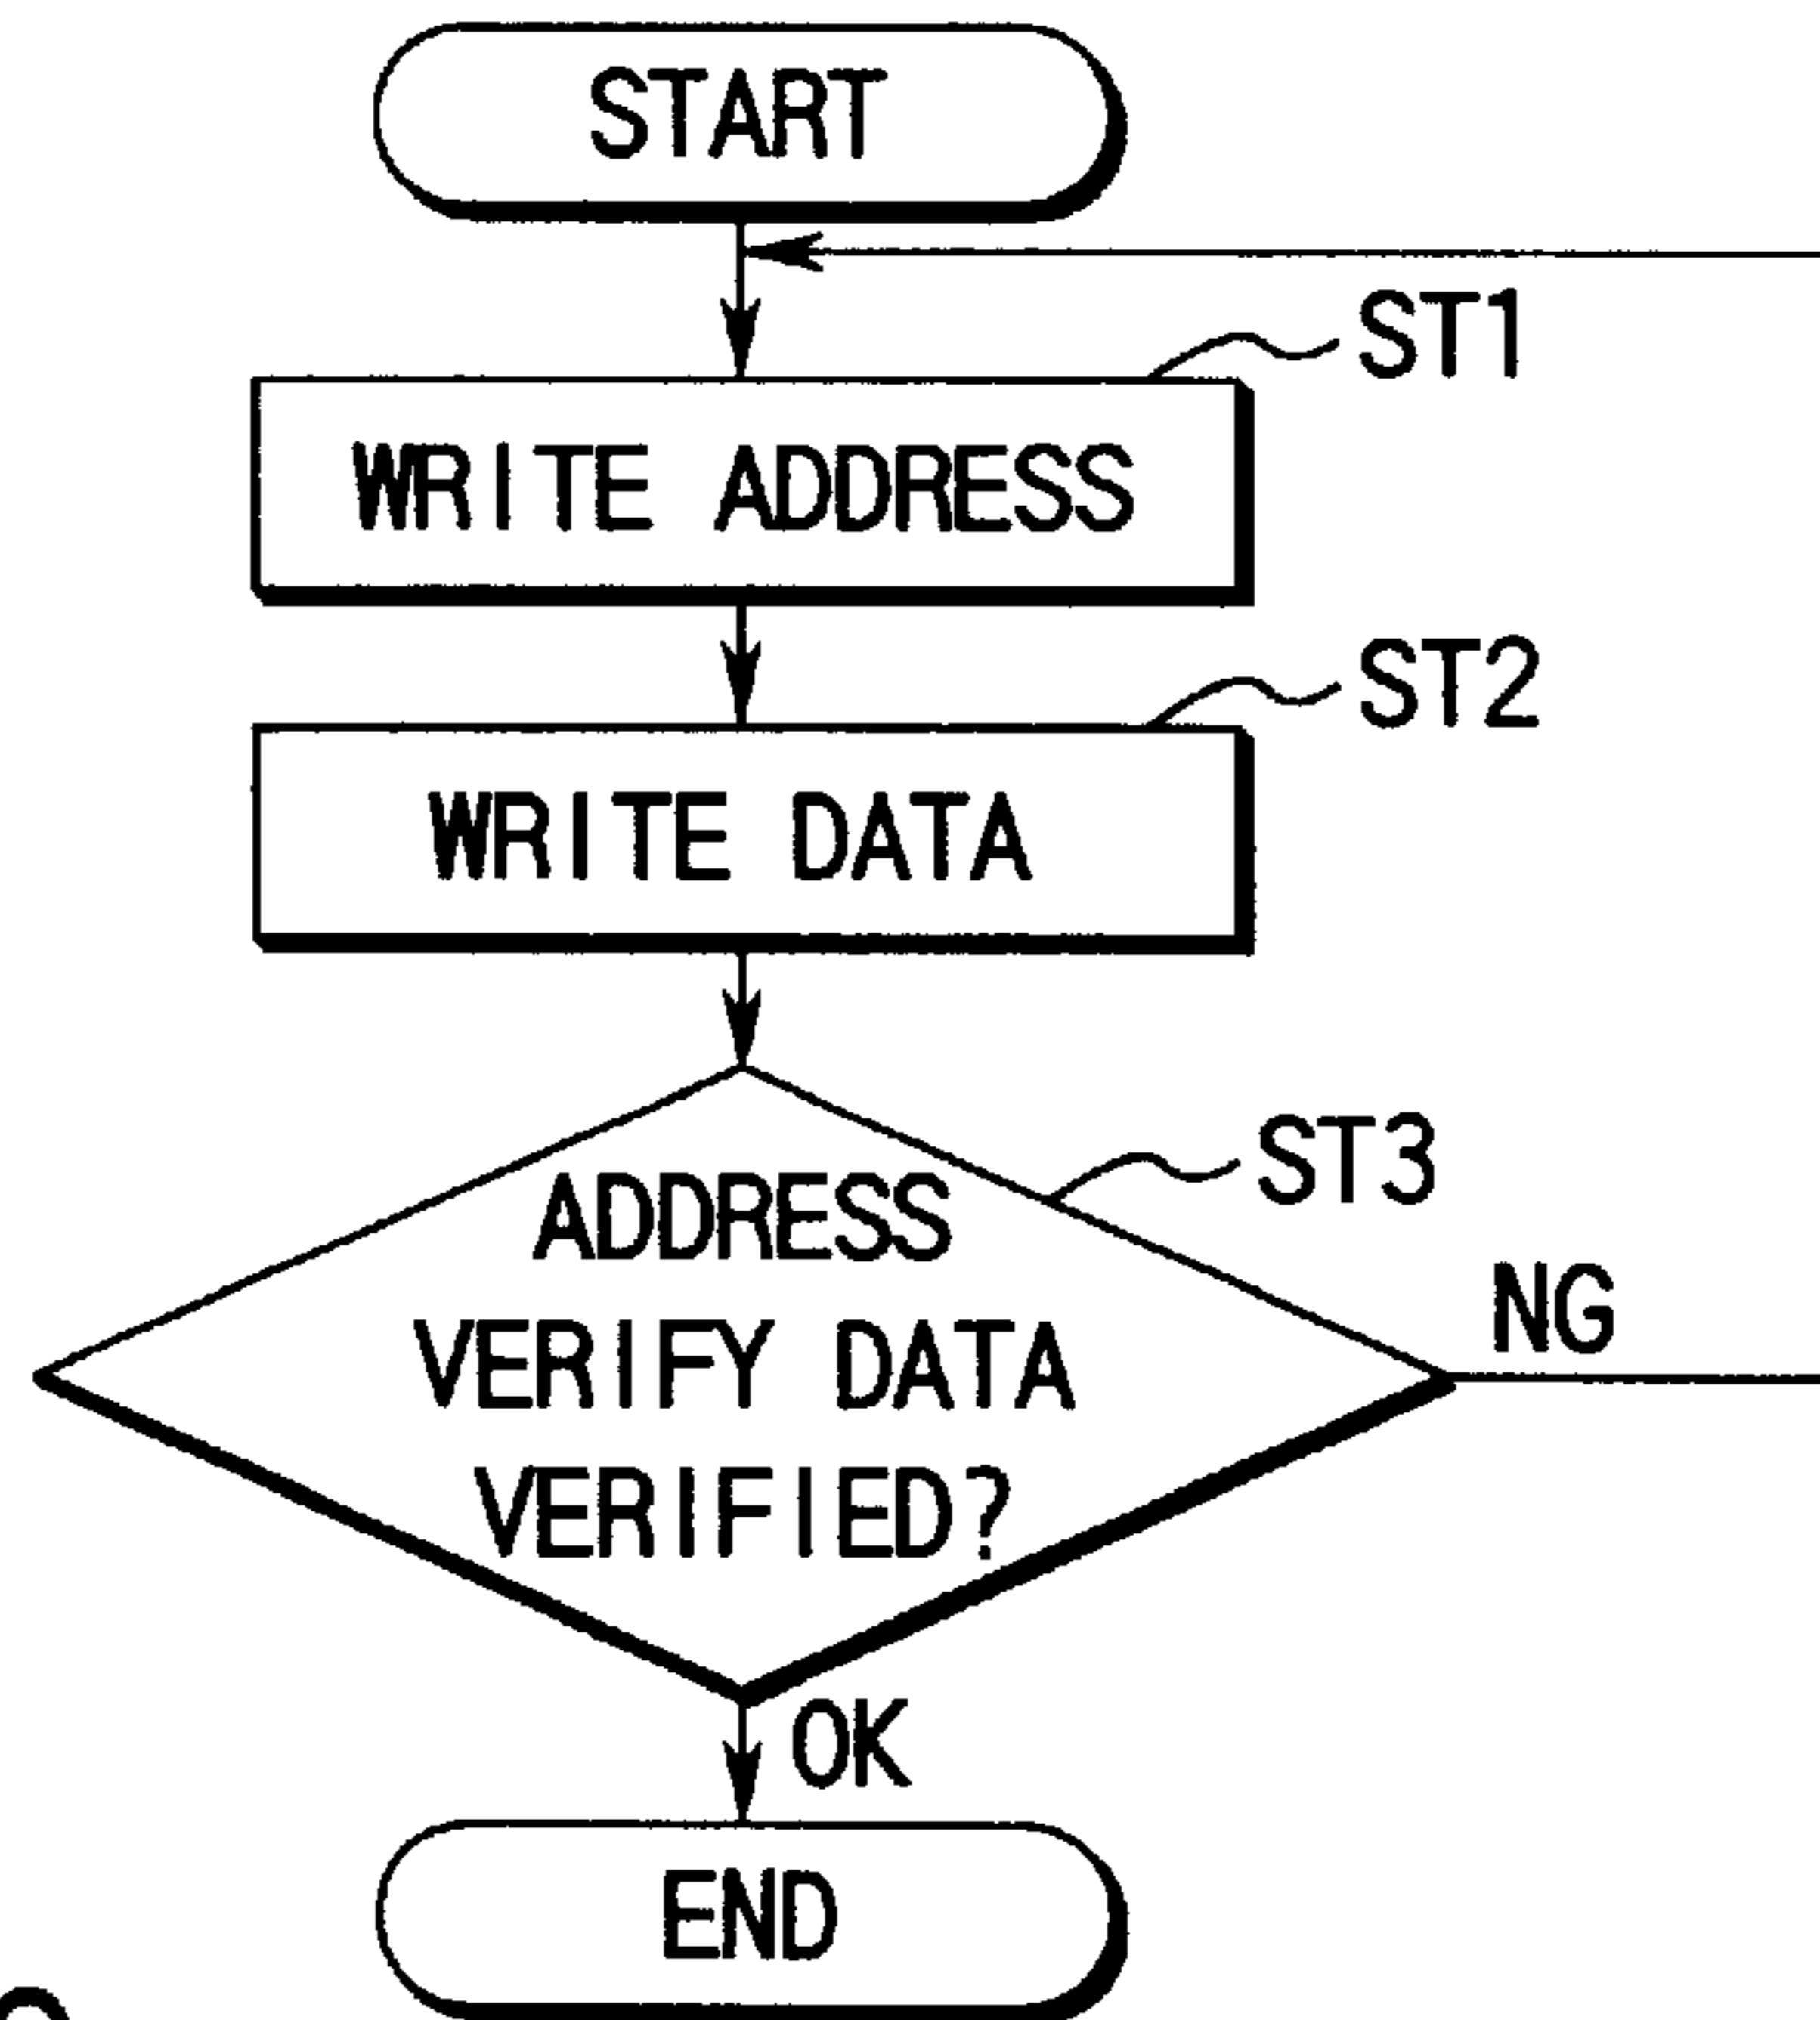 START
ST1
WRITE ADDRESS
ST2
WRITE DATA
ST3
ADDRESS
VERIFY DATA
VERIFIED?
NG
OK
END